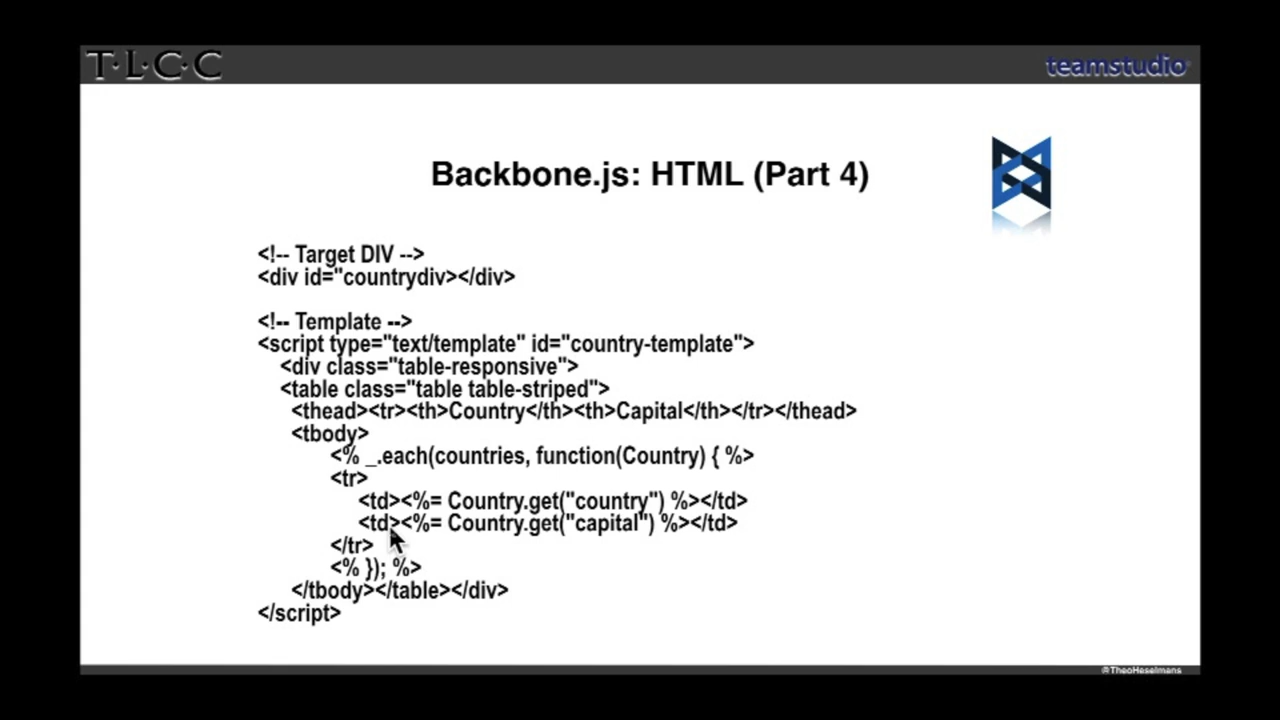 T·L·C·C
teamstudio
Backbone.js: HTML (Part 4)
<!-- Target DIV -->
<div id="countrydiv></div>
<!-- Template -->
<script type="text/template" id="country-template">
<div class="table-responsive">
<table class="table table-striped">
<thead><tr><th>Country</th><th>Capital</th></tr></thead>
<tbody>
<% _.each(countries, function(Country) { %>
<tr>
<td><%= Country.get("country") %></td>
<td><%= Country.get("capital") %></td>
</tr>
<% }); %>
</tbody></table></div>
</script>
@TheoHeselmans